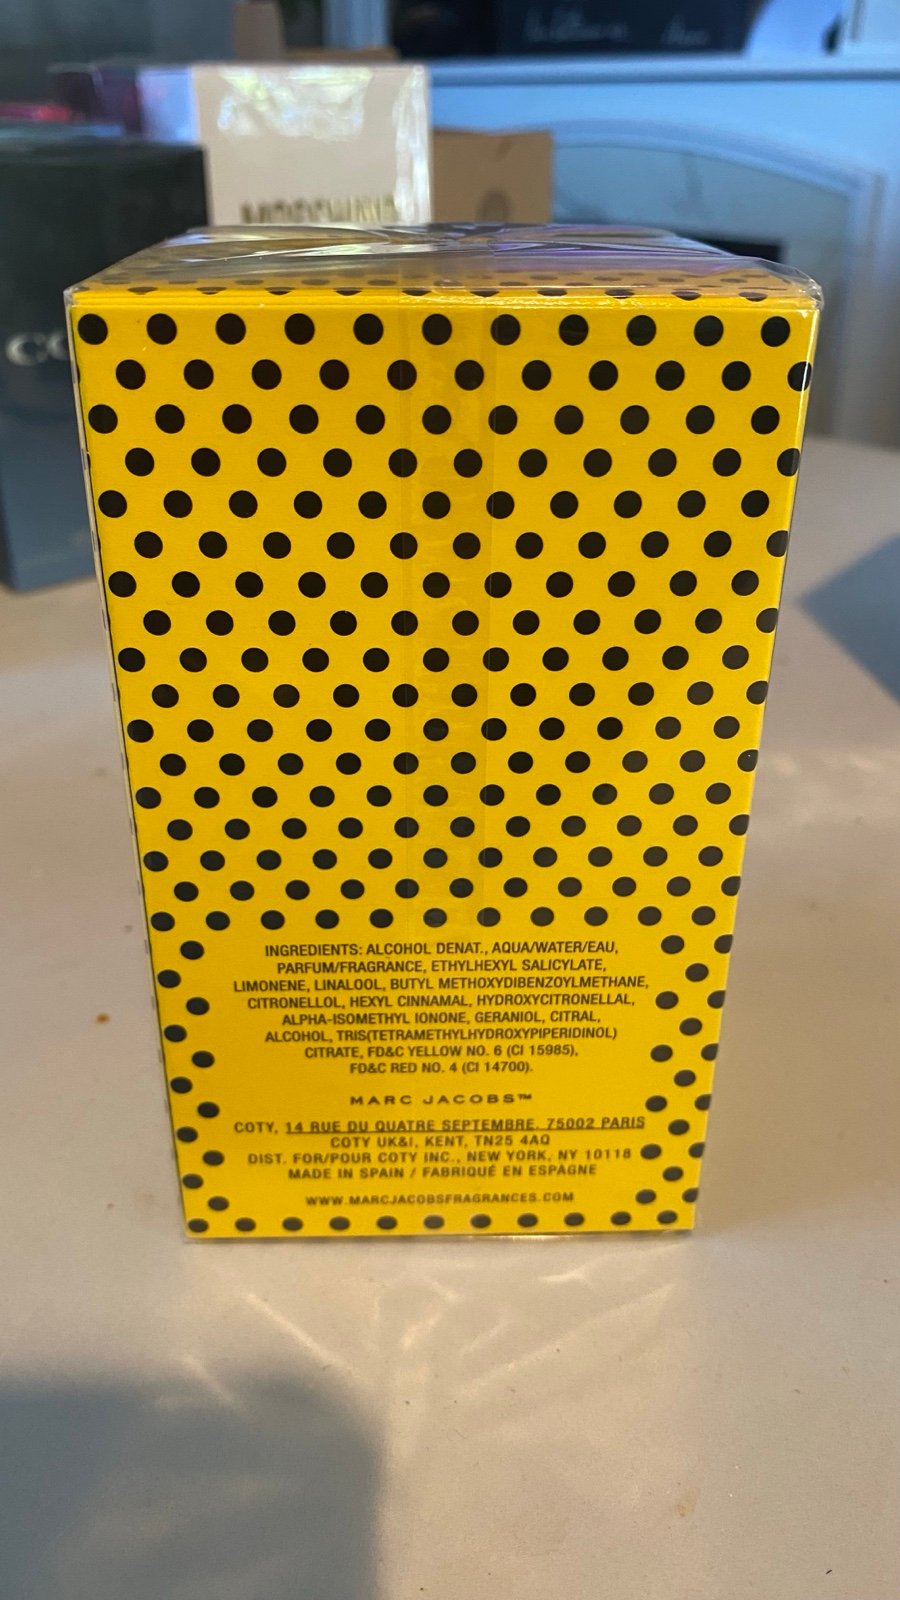 INGREDIENTS: ALCOHOL DENAT., AQUA/WATER/EAU,
PARFUM/FRAGRANCE, ETHYLHEXYL SALICYLATE,
LIMONENE, LINALOOL, BUTYL METHOXYDIBENZOYLMETHANE,
CITRONELLOL, HEXYL CINNAMAL, HYDROXYCITRONELLAL,
ALPHA-ISOMETHYL IONONE, GERANIOL, CITRAL,
ALCOHOL, TRIS(TETRAMETHYLHYDROXYPIPERIDINOL)
CITRATE, FD&C YELLOW NO. 6 (CI 15985),
FD&C RED NO. 4 (CI 14700).
MARC JACOBS™
COTY, 14 RUE DU QUATRE SEPTEMBRE, 75002 PARIS
COTY UK&I, KENT, TN25 4AQ
DIST. FOR/POUR COTY INC., NEW YORK, NY 10118
MADE IN SPAIN / FABRIQUÉ EN ESPAGNE
WWW.MARCJACOBSFRAGRANCES.COM